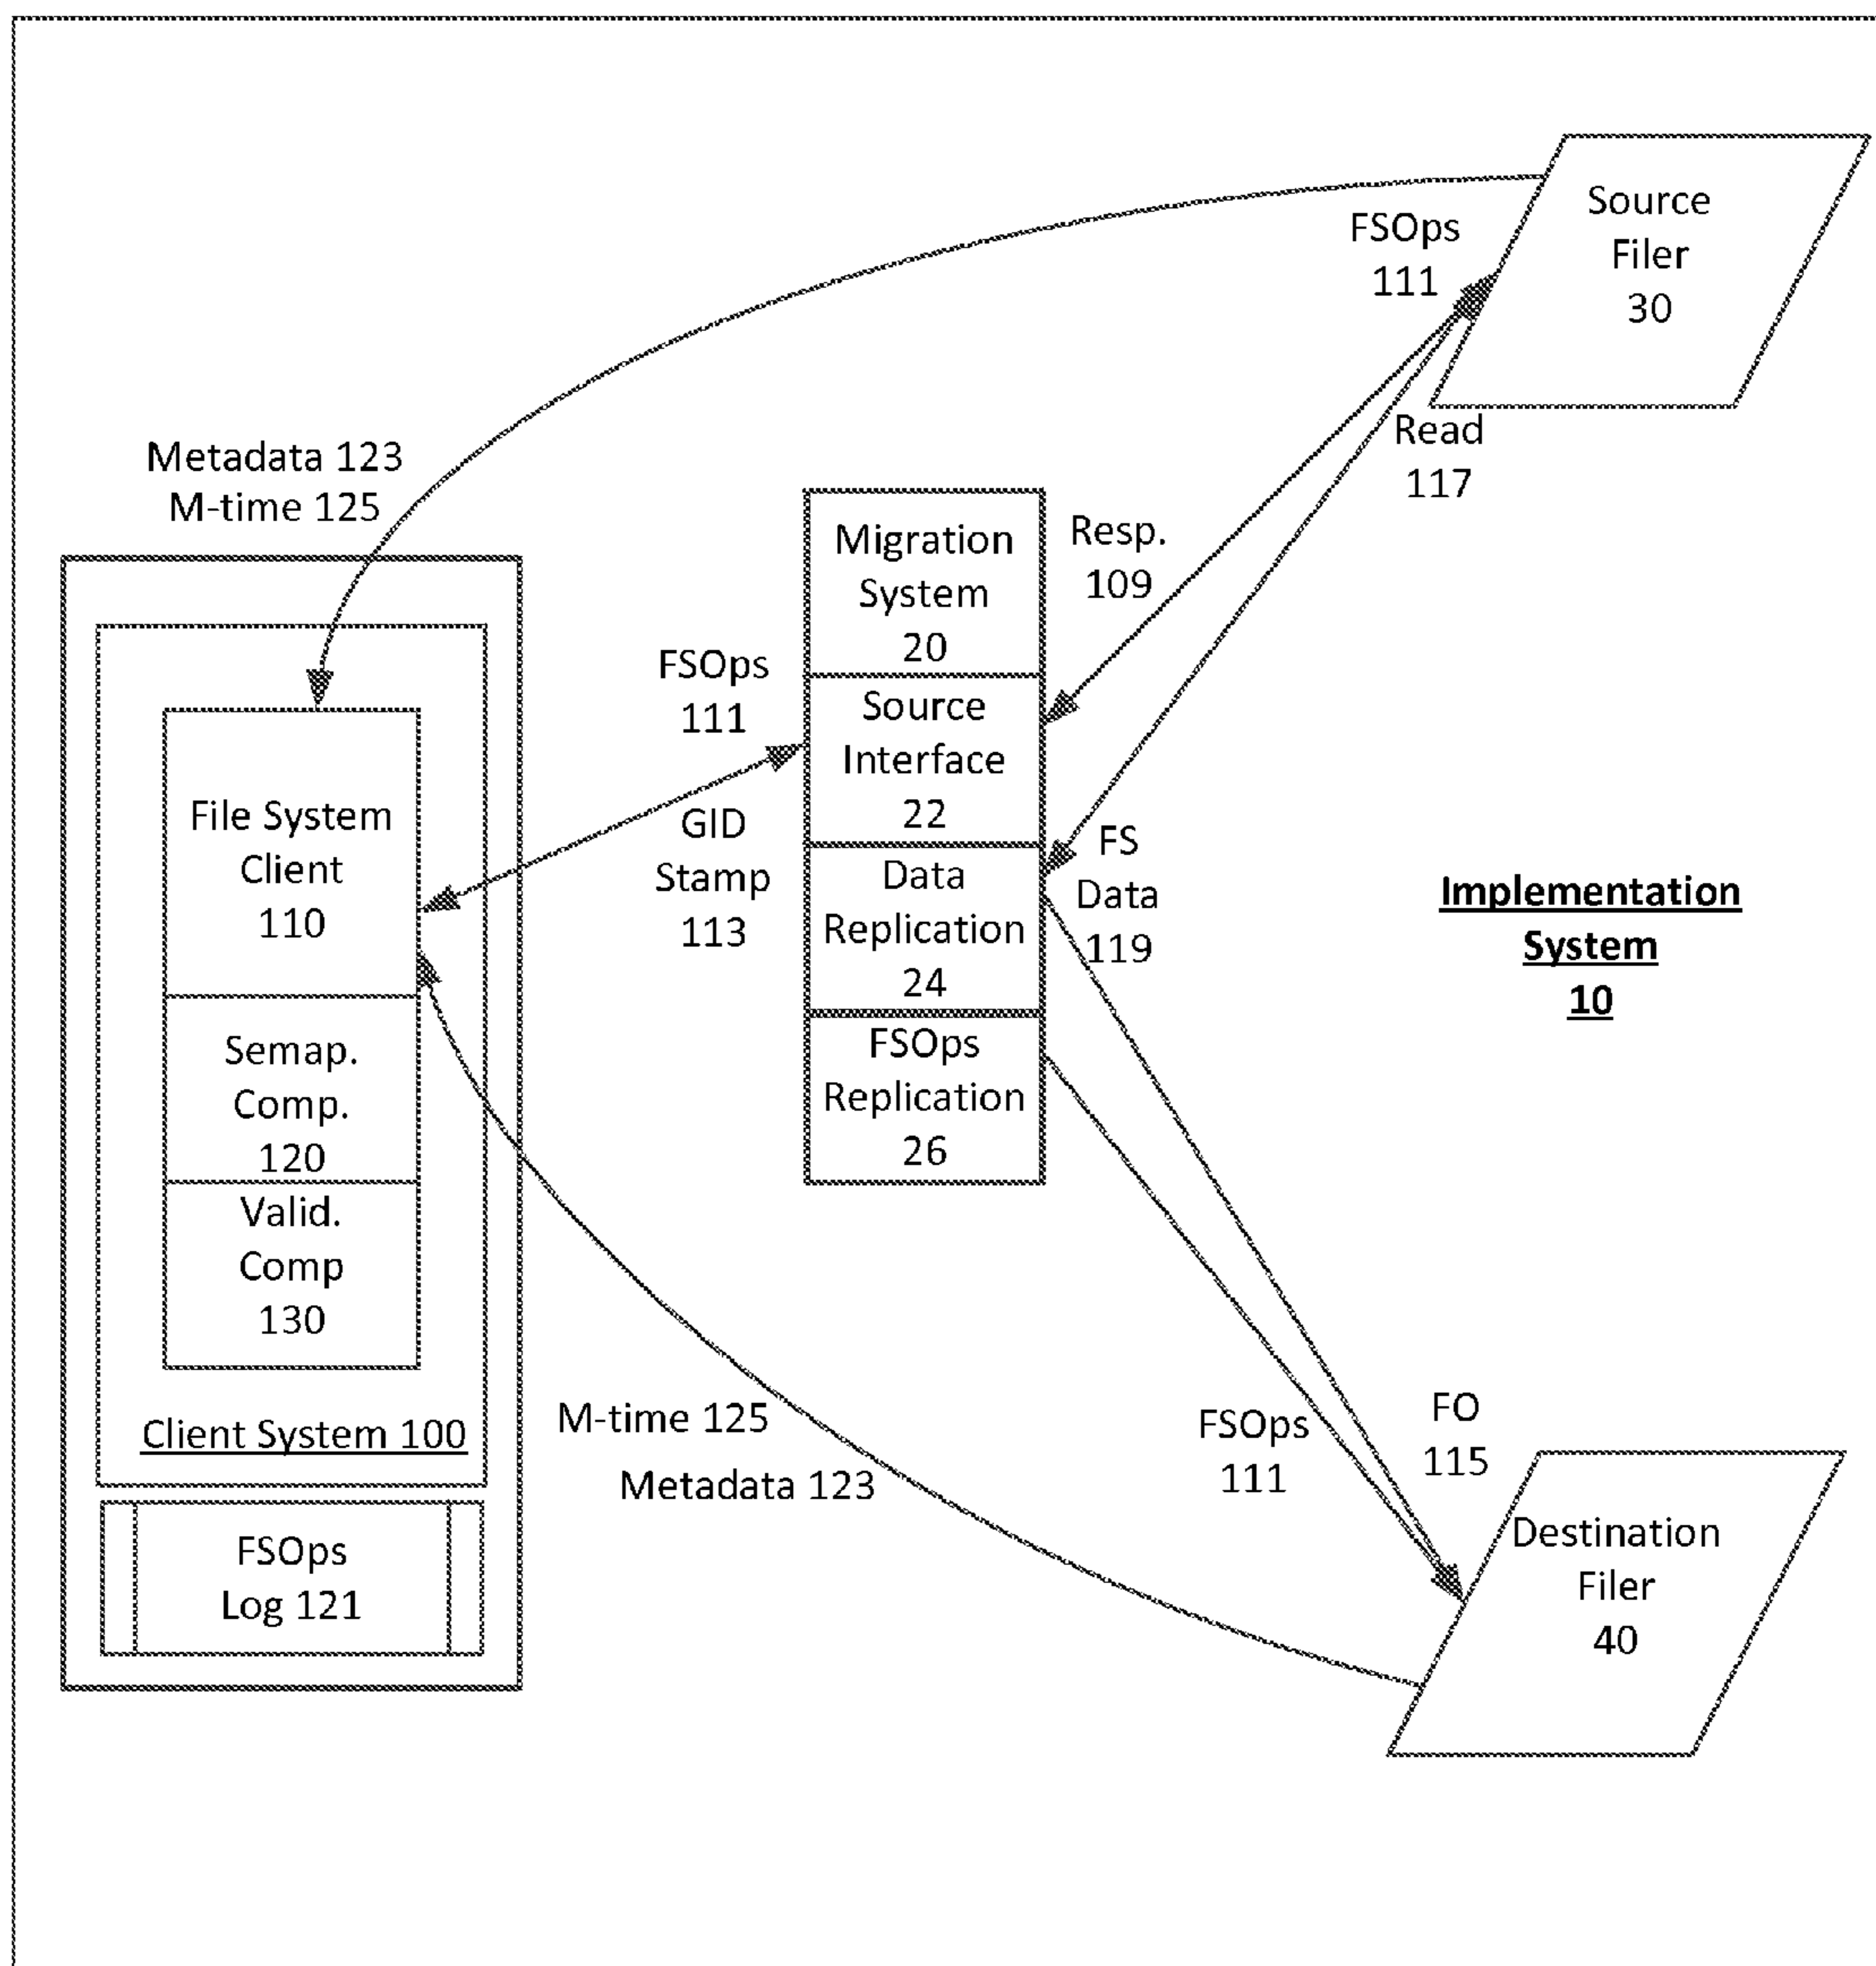 Source
Filer
30
FSOps
111
Read
117
Metadata 123
M-time 125
Resp.
109
Migration
System
20
FSOps
111
Source
Interface
22
GID
Stamp
113
FS
Data
119
Data
Replication
24
FSOps
Replication
26
Implementation
System
10
File System
Client
110
Semap.
Comp.
120
Valid.
Comp
130
Client System 100
FSOps
Log 121
M-time 125
Metadata 123
FSOps
111
FO
115
Destination
Filer
40